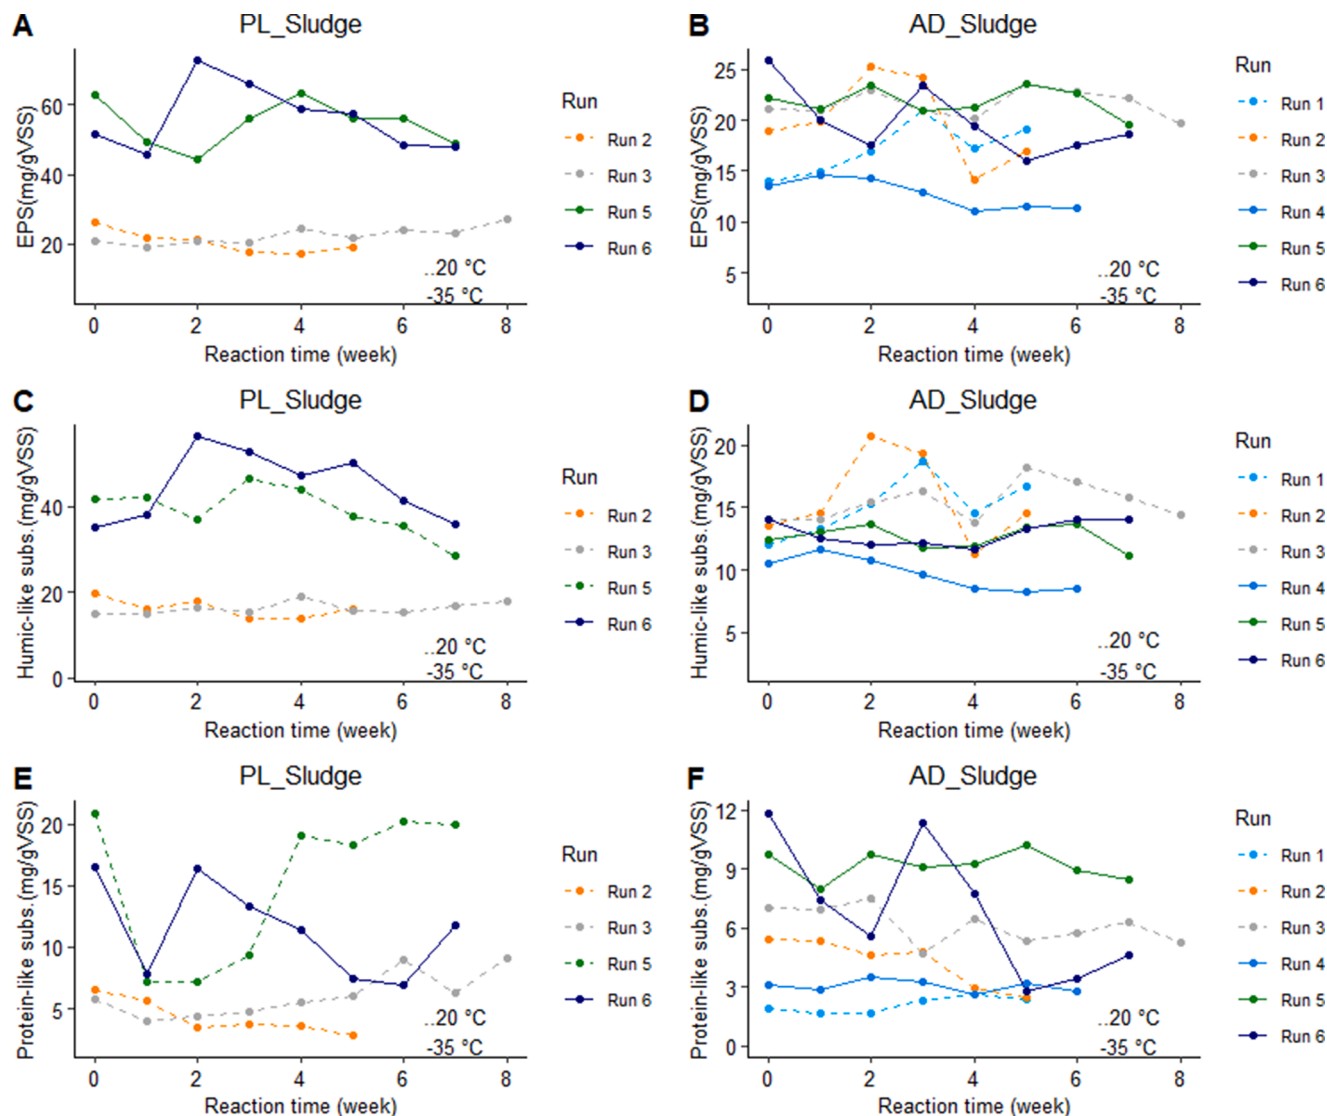 A PL_Sludge
EPS(mg/gVSS)
60
40
20
0 2 4 6 8
Reaction time (week)
..20 °C
-35 °C
Run
Run 2
Run 3
Run 5
Run 6
B AD_Sludge
EPS(mg/gVSS)
25
20
15
10
5
0 2 4 6 8
Reaction time (week)
..20 °C
-35 °C
Run
Run 1
Run 2
Run 3
Run 4
Run 5
Run 6
C PL_Sludge
Humic-like subs.(mg/gVSS)
40
20
0
0 2 4 6 8
Reaction time (week)
..20 °C
-35 °C
Run
Run 2
Run 3
Run 5
Run 6
D AD_Sludge
Humic-like subs.(mg/gVSS)
20
15
10
5
0 2 4 6 8
Reaction time (week)
..20 °C
-35 °C
Run
Run 1
Run 2
Run 3
Run 4
Run 5
Run 6
E PL_Sludge
Protein-like subs.(mg/gVSS)
20
15
10
5
0 2 4 6 8
Reaction time (week)
..20 °C
-35 °C
Run
Run 2
Run 3
Run 5
Run 6
F AD_Sludge
Protein-like subs.(mg/gVSS)
12
9
6
3
0
0 2 4 6 8
Reaction time (week)
..20 °C
-35 °C
Run
Run 1
Run 2
Run 3
Run 4
Run 5
Run 6